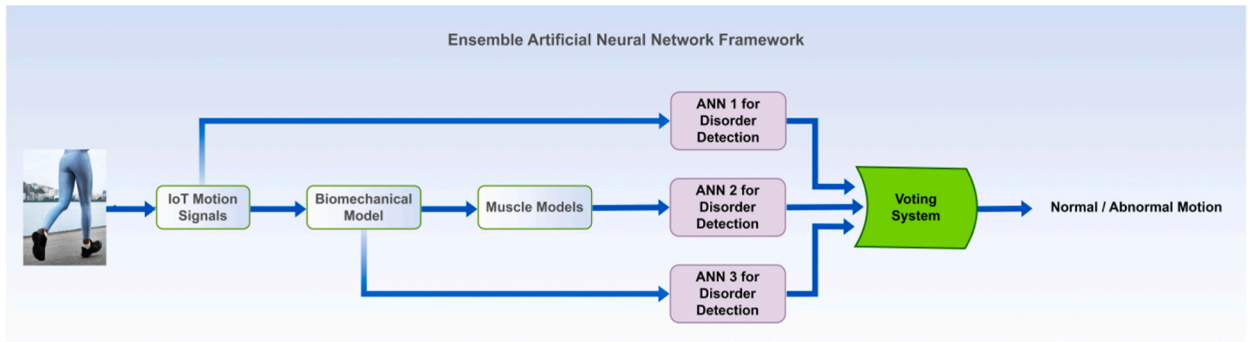 Ensemble Artificial Neural Network Framework
ANN 1 for
Disorder
Detection
IoT Motion
Signals
Biomechanical
Model
Muscle Models
ANN 2 for
Disorder
Detection
Voting
System
Normal / Abnormal Motion
ANN 3 for
Disorder
Detection